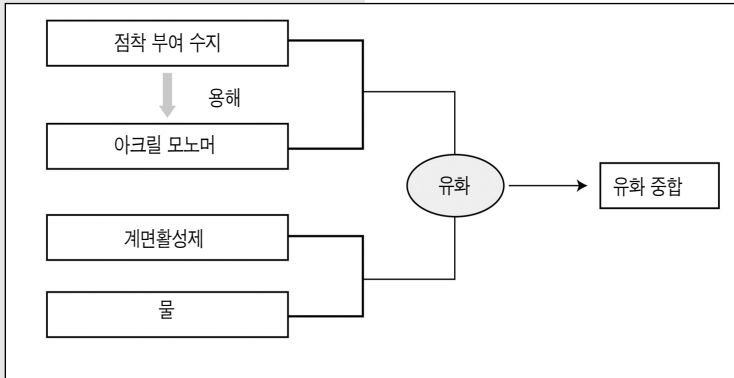 점착 부여 수지
용해
아크릴 모노머
유화
유화 중합
계면활성제
물